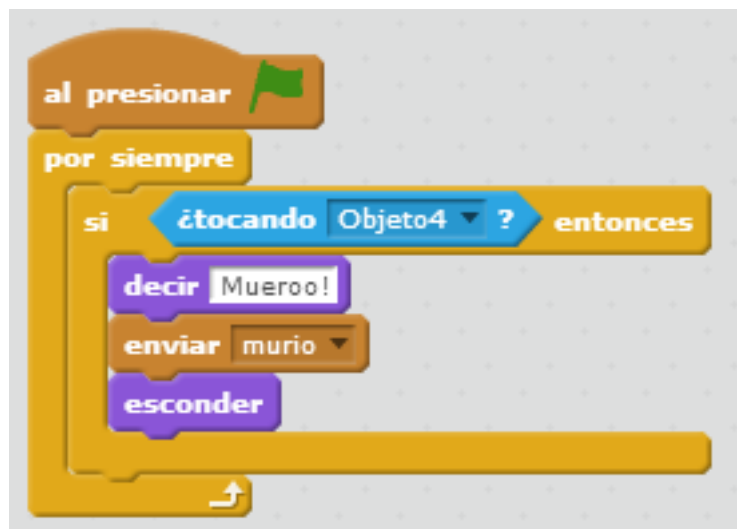 al presionar
por siempre
si ¿tocando Objeto4 ? entonces
decir Mueroo!
enviar murio
esconder